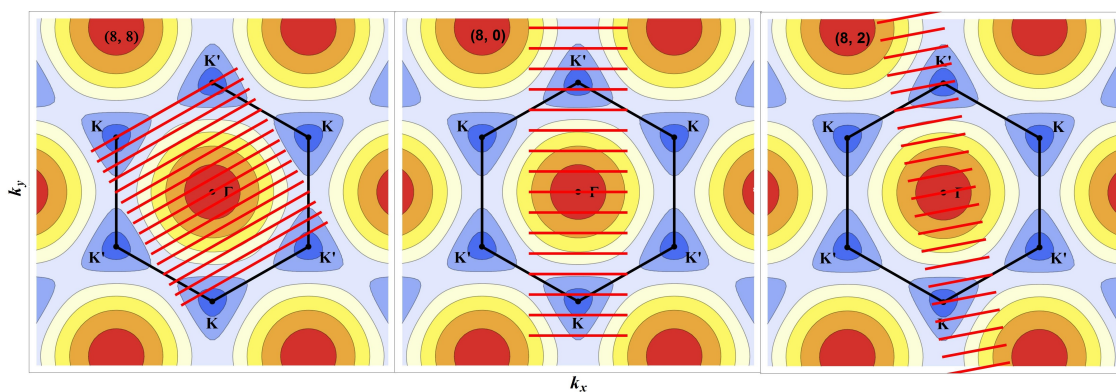 (8, 8)
K'
K
K
Γ
K'
K'
K
(8, 0)
K'
K
K
Γ
K'
K'
K
(8, 2)
K'
K
K
Γ
K'
K'
K
k_y
k_x